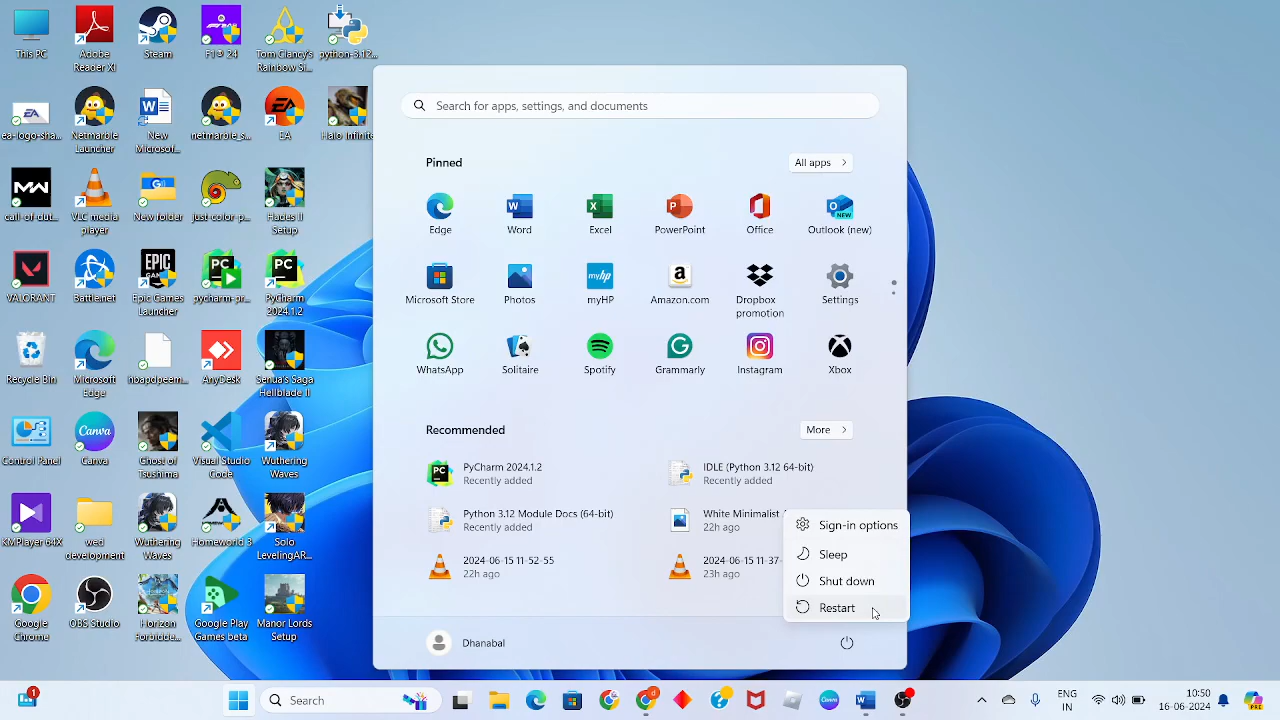 This PC
Adobe
Reader XI
Steam
F1® 24
Tom Clancy's
Rainbow Si...
python-3.12...
ea-logo-sha...
Netmarble
Launcher
New
Microsof...
netmarble_s...
EA
Halo Infinite
call-of-dut...
VLC media
player
New folder
just-color-p...
Hades II
Setup
VALORANT
Battle.net
Epic Games
Launcher
pycharm-pr...
PyCharm
2024.1.2
Recycle Bin
Microsoft
Edge
AnyDesk
Senua's Saga
Hellblade II
Control Panel
Canva
Ghost of
Tsushima
Visual Studio
Code
Wuthering
Waves
KMPlayer 64X
wed
development
Wuthering
Waves
Homeworld 3
Solo
LevelingAR...
Google
Chrome
OBS Studio
Horizon
Forbidden...
Google Play
Games beta
Manor Lords
Setup
Search for apps, settings, and documents
Pinned
All apps
Edge
Word
Excel
PowerPoint
Office
Outlook (new)
Microsoft Store
Photos
myHP
Amazon.com
Dropbox
promotion
Settings
WhatsApp
Solitaire
Spotify
Grammarly
Instagram
Xbox
Recommended
More
PyCharm 2024.1.2
Recently added
IDLE (Python 3.12 64-bit)
Recently added
Python 3.12 Module Docs (64-bit)
Recently added
White Minimalist
22h ago
2024-06-15 11-52-55
22h ago
2024-06-15 11-37-
23h ago
Sign-in options
Sleep
Shut down
Restart
Dhanabal
Search
ENG
IN
10:50
16-06-2024